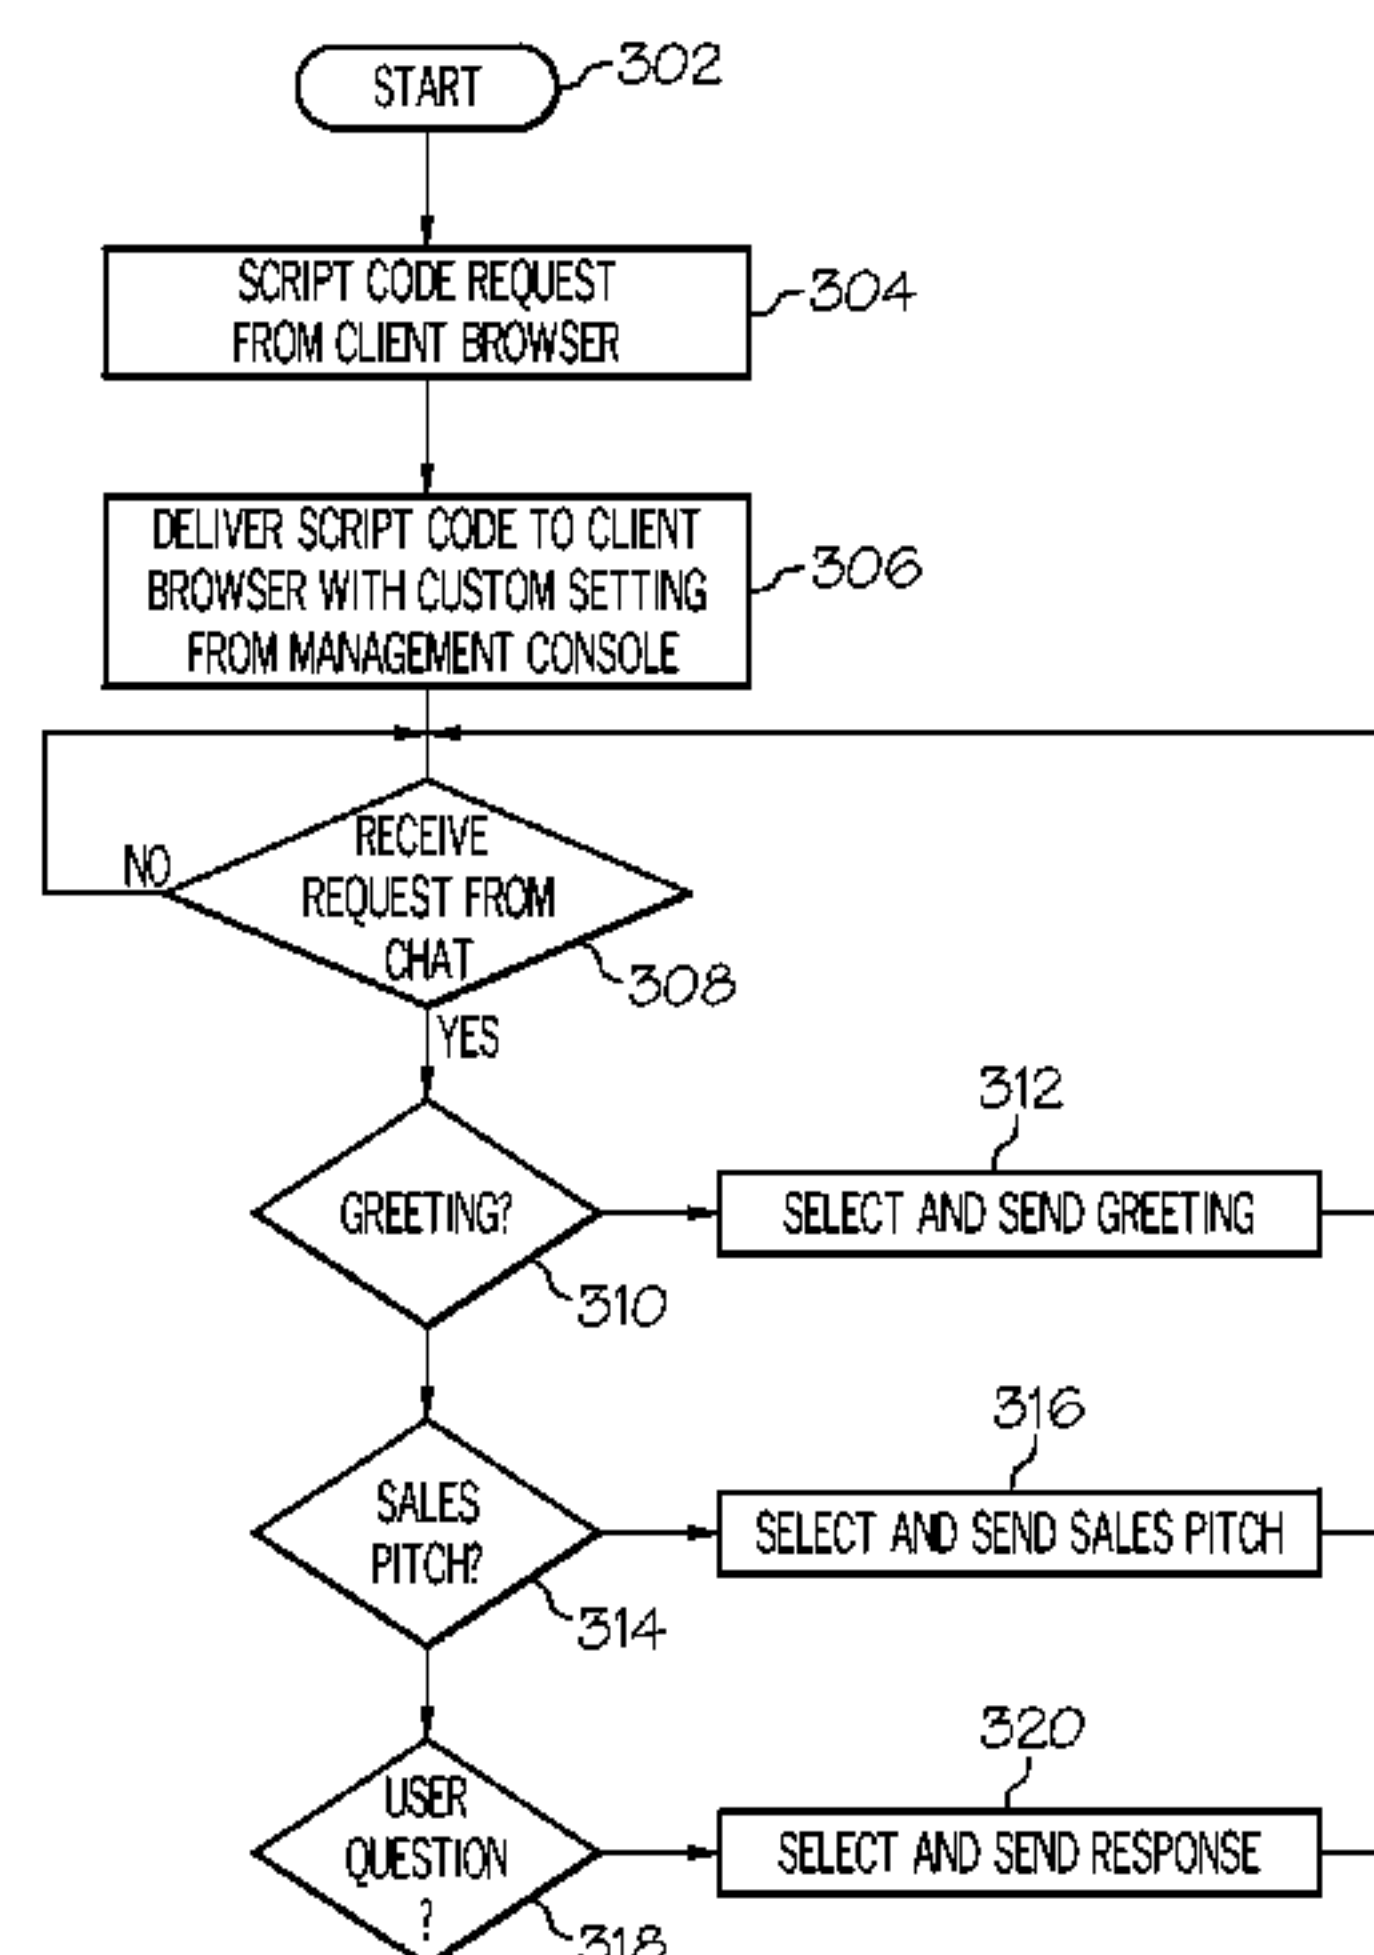 START
302
SCRIPT CODE REQUEST
FROM CLIENT BROWSER
304
DELIVER SCRIPT CODE TO CLIENT
BROWSER WITH CUSTOM SETTING
FROM MANAGEMENT CONSOLE
306
NO
RECEIVE
REQUEST FROM
CHAT
308
YES
GREETING?
310
312
SELECT AND SEND GREETING
SALES
PITCH?
314
316
SELECT AND SEND SALES PITCH
USER
QUESTION
?
318
320
SELECT AND SEND RESPONSE